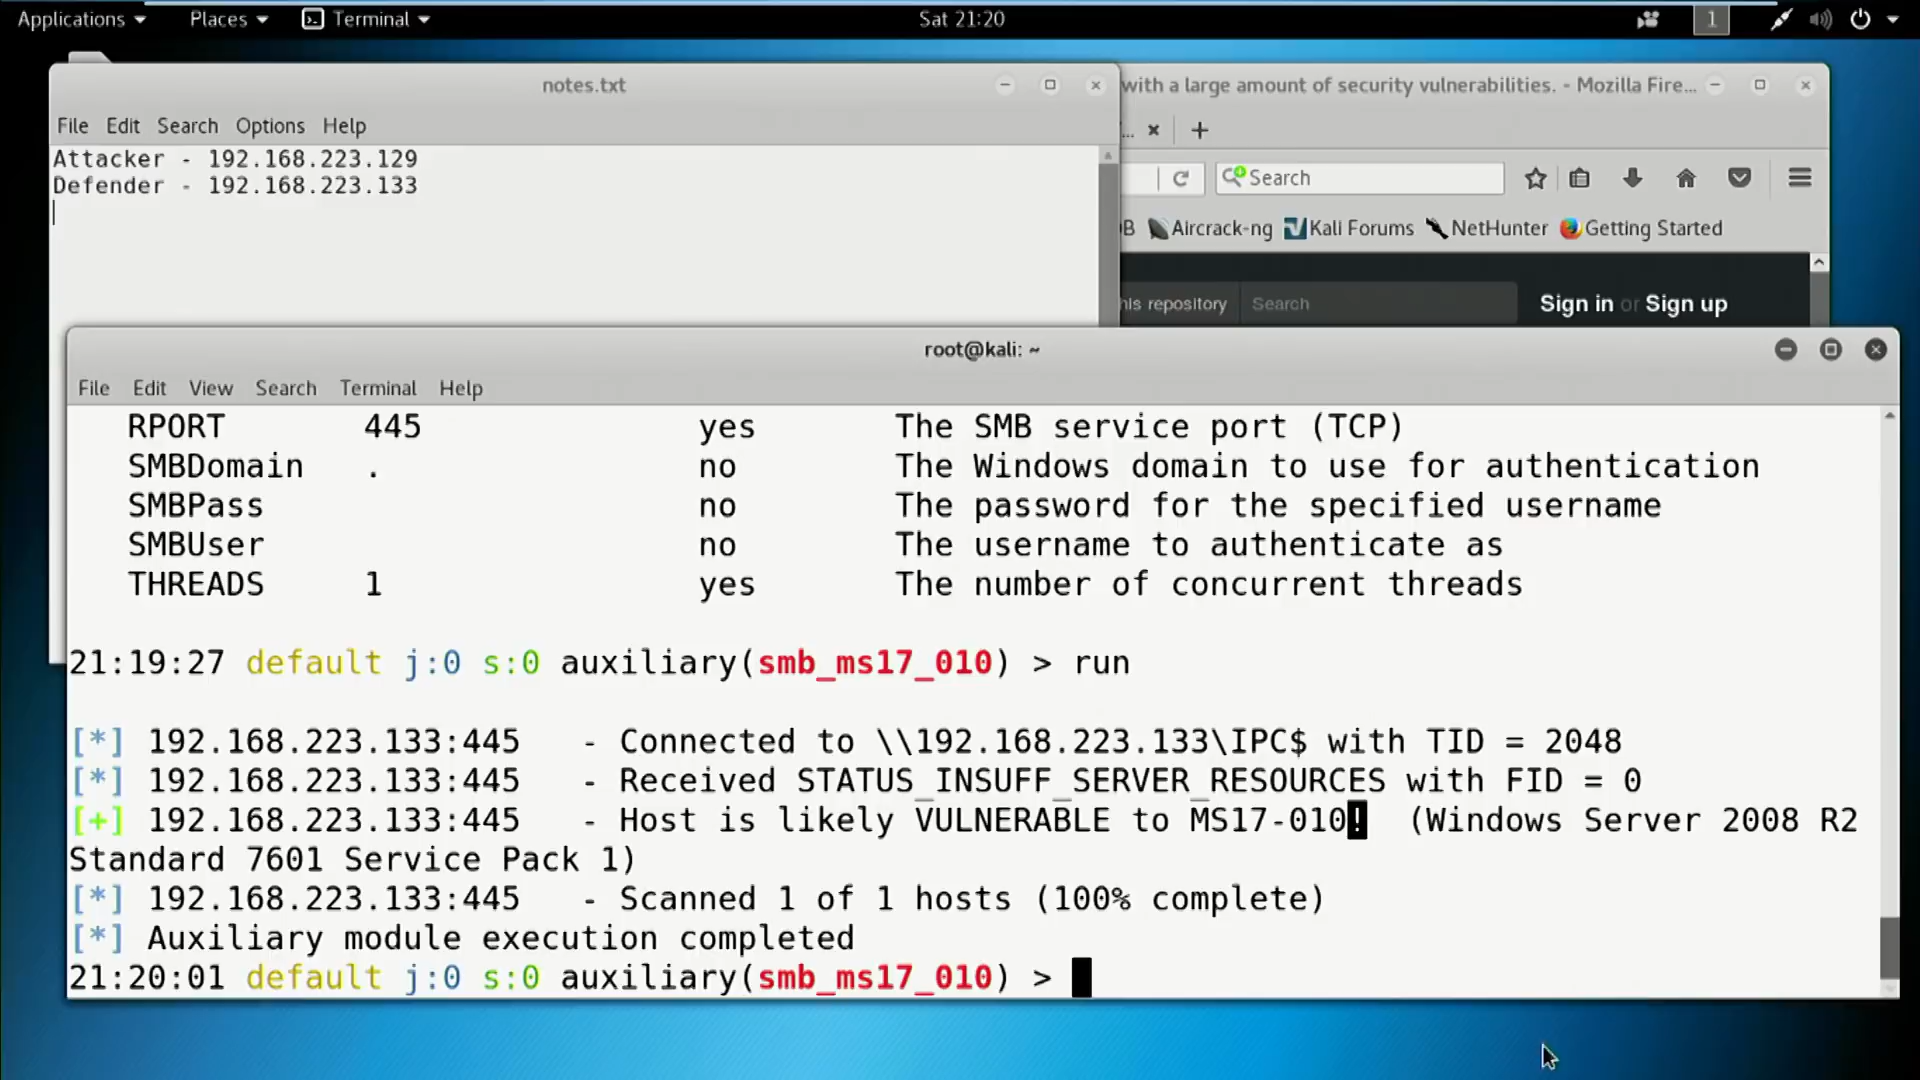 Applications Places Terminal Sat 21:20 1
notes.txt
File Edit Search Options Help
Attacker - 192.168.223.129
Defender - 192.168.223.133
with a large amount of security vulnerabilities. - Mozilla Fire...
Search
Aircrack-ng Kali Forums NetHunter Getting Started
his repository Search Sign in or Sign up
root@kali: ~
File Edit View Search Terminal Help
RPORT 445 yes The SMB service port (TCP)
SMBDomain . no The Windows domain to use for authentication
SMBPass no The password for the specified username
SMBUser no The username to authenticate as
THREADS 1 yes The number of concurrent threads
21:19:27 default j:0 s:0 auxiliary(smb_ms17_010) > run
[*] 192.168.223.133:445 - Connected to \\192.168.223.133\IPC$ with TID = 2048
[*] 192.168.223.133:445 - Received STATUS_INSUFF_SERVER_RESOURCES with FID = 0
[+] 192.168.223.133:445 - Host is likely VULNERABLE to MS17-010! (Windows Server 2008 R2
Standard 7601 Service Pack 1)
[*] 192.168.223.133:445 - Scanned 1 of 1 hosts (100% complete)
[*] Auxiliary module execution completed
21:20:01 default j:0 s:0 auxiliary(smb_ms17_010) >